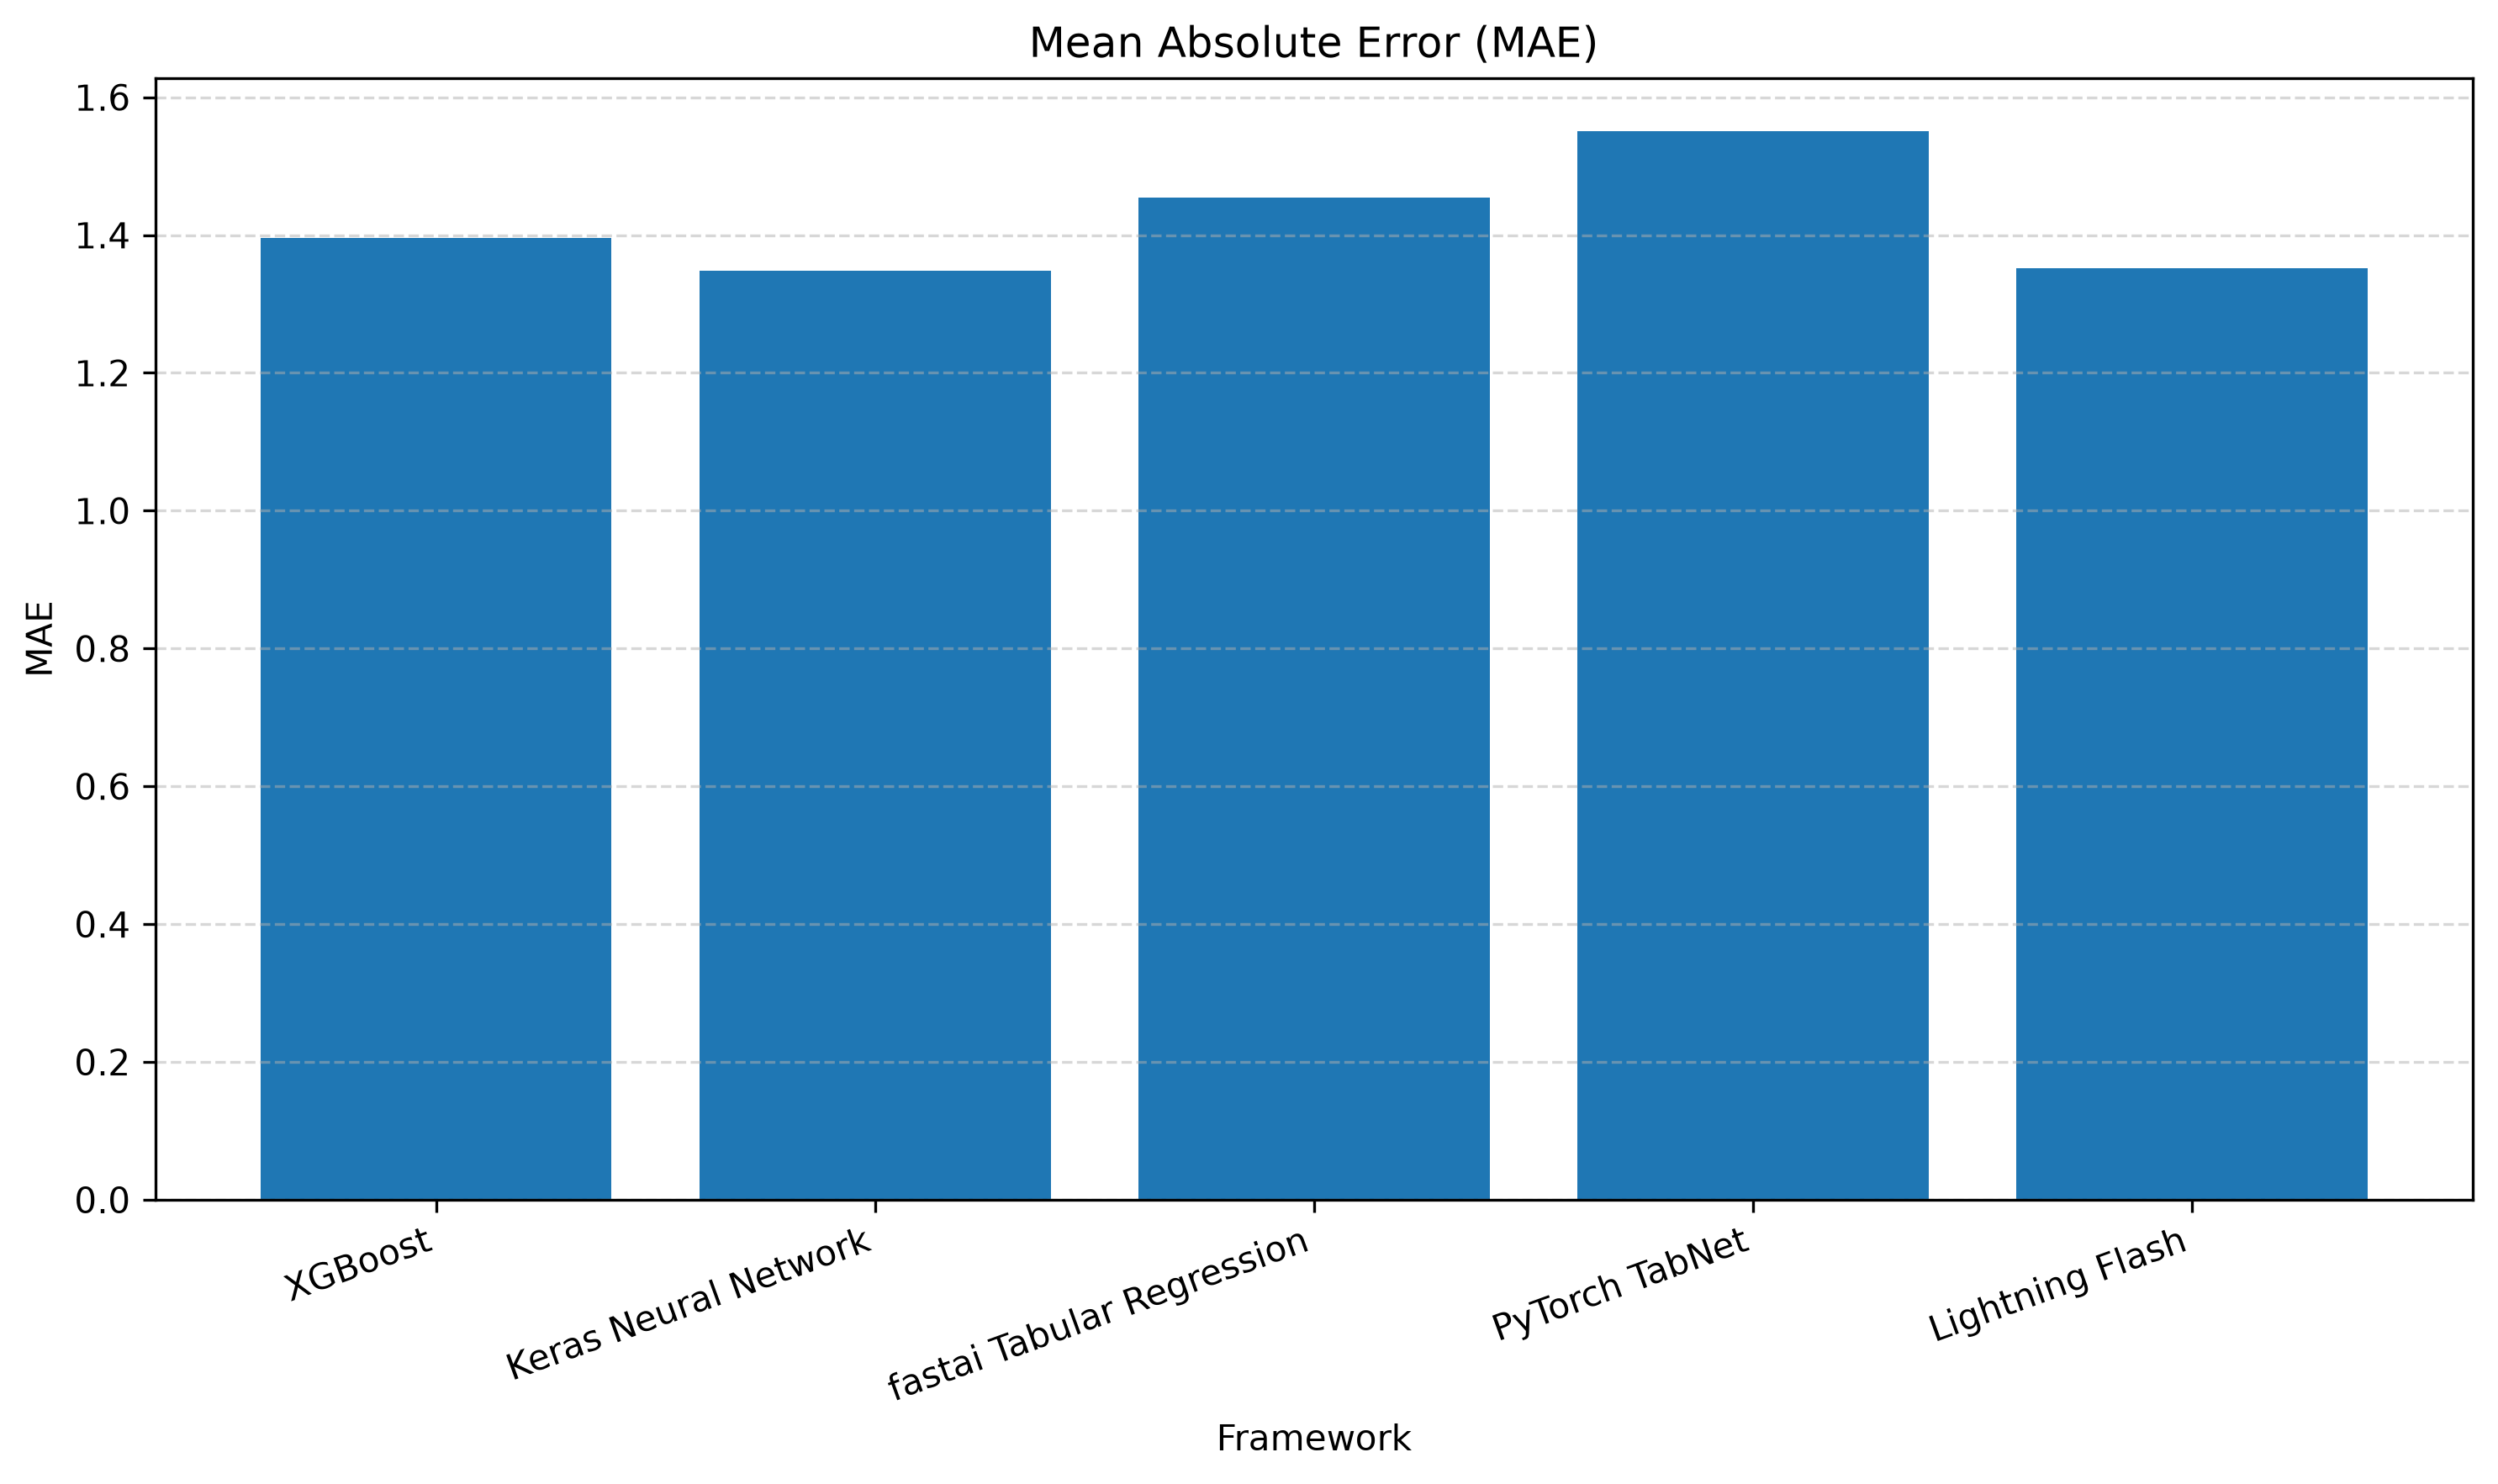 Mean Absolute Error (MAE)
1.6
1.4
1.2
1.0
0.8
0.6
0.4
0.2
0.0
MAE
XGBoost
Keras Neural Network
fastai Tabular Regression
PyTorch TabNet
Lightning Flash
Framework